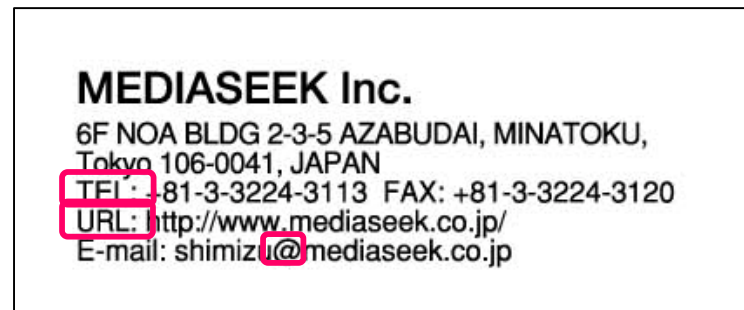 MEDIASEEK Inc.
6F NOA BLDG 2-3-5 AZABUDAI, MINATOKU,
Tokyo 106-0041, JAPAN
TEL: +81-3-3224-3113 FAX: +81-3-3224-3120
URL: http://www.mediaseek.co.jp/
E-mail: shimizu@mediaseek.co.jp